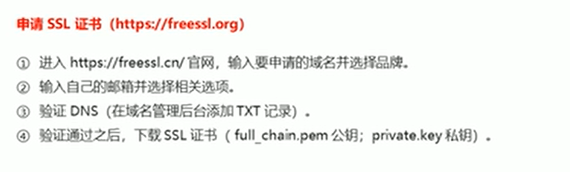 申请 SSL 证书（https://freessl.org）
① 进入 https://freessl.cn/ 官网，输入要申请的域名并选择品牌。
② 输入自己的邮箱并选择相关选项。
③ 验证 DNS（在域名管理后台添加 TXT 记录）。
④ 验证通过之后，下载 SSL 证书（ full_chain.pem 公钥；private.key 私钥）。